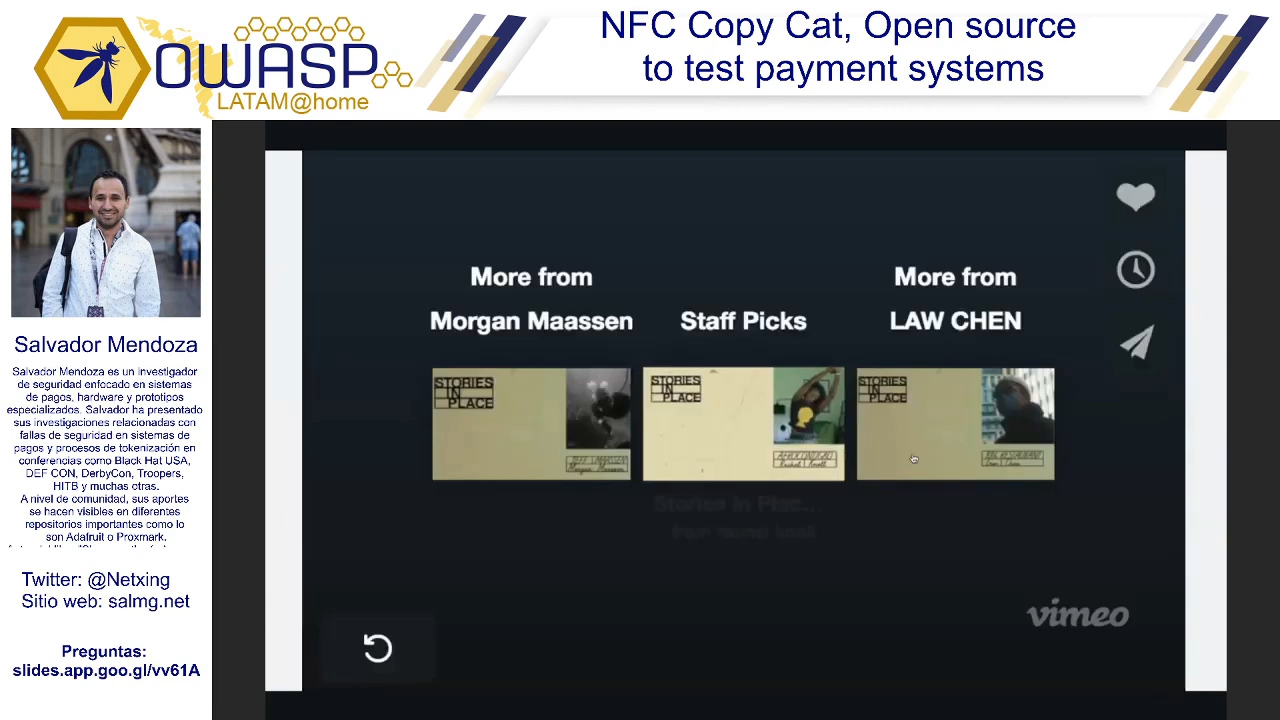 NFC Copy Cat, Open source
to test payment systems
OWASP
LATAM@home
Salvador Mendoza
Salvador Mendoza es un investigador
de seguridad enfocado en sistemas
de pagos, hardware y prototipos
especializados. Salvador ha presentado
sus investigaciones relacionadas con
fallas de seguridad en sistemas de
pagos y procesos de tokenización en
conferencias como Black Hat USA,
DEF CON, DerbyCon, Troopers,
HITB y muchas otras.
A nivel de comunidad, sus aportes
se hacen visibles en diferentes
repositorios importantes como lo
son Adafruit o Proxmark.
Twitter: @Netxing
Sitio web: salmg.net
Preguntas:
slides.app.goo.gl/vv61A
More from
Morgan Maassen
Staff Picks
More from
LAW CHEN
STORIES
IN
PLACE
STORIES
IN
PLACE
STORIES
IN
PLACE
Stories in Plac...
vimeo